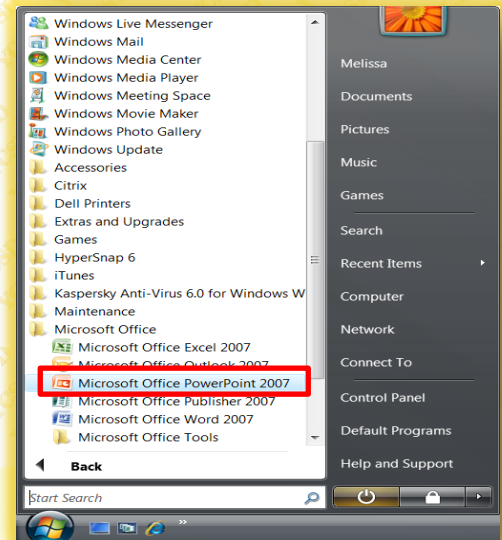 Windows Live Messenger
Windows Mail
Windows Media Center
Windows Media Player
Windows Meeting Space
Windows Movie Maker
Windows Photo Gallery
Windows Update
Accessories
Citrix
Dell Printers
Extras and Upgrades
Games
HyperSnap 6
iTunes
Kaspersky Anti-Virus 6.0 for Windows W
Maintenance
Microsoft Office
Microsoft Office Excel 2007
Microsoft Office Outlook 2007
Microsoft Office PowerPoint 2007
Microsoft Office Publisher 2007
Microsoft Office Word 2007
Microsoft Office Tools
Back
Start Search
Melissa
Documents
Pictures
Music
Games
Search
Recent Items
Computer
Network
Connect To
Control Panel
Default Programs
Help and Support